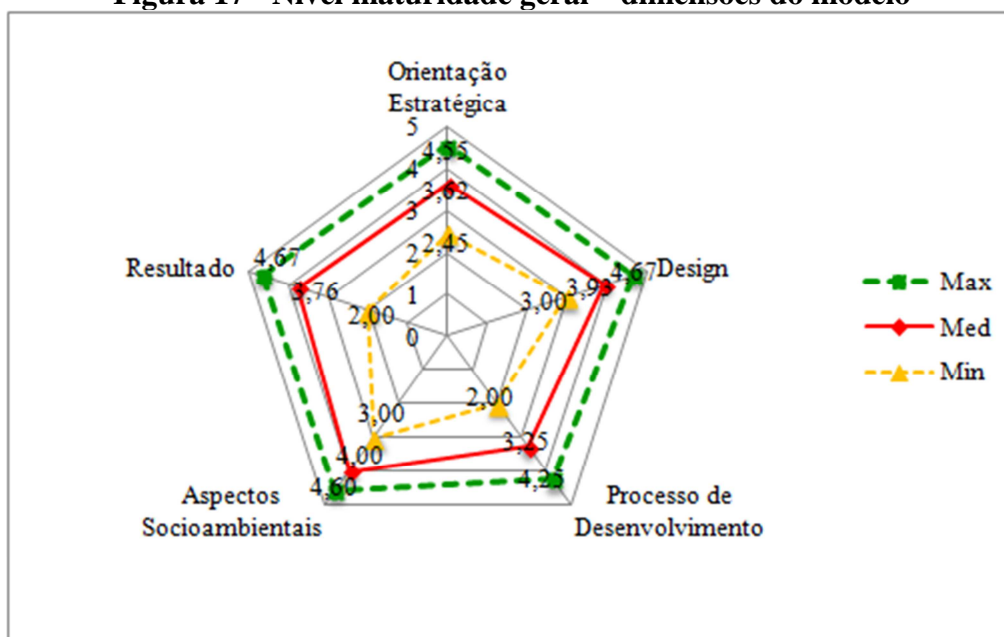 Figura 17 - Nível maturidade geral – dimensões do modelo
Orientação
Estratégica
5
4,55
4
3,62
3
2,45
2
1
0
Resultado
4,67
3,76
2,00
Design
4,67
3,93
3,00
Max
Med
Min
2,00
3,25
4,25
3,00
4,00
4,60
Aspectos
Socioambientais
Processo de
Desenvolvimento